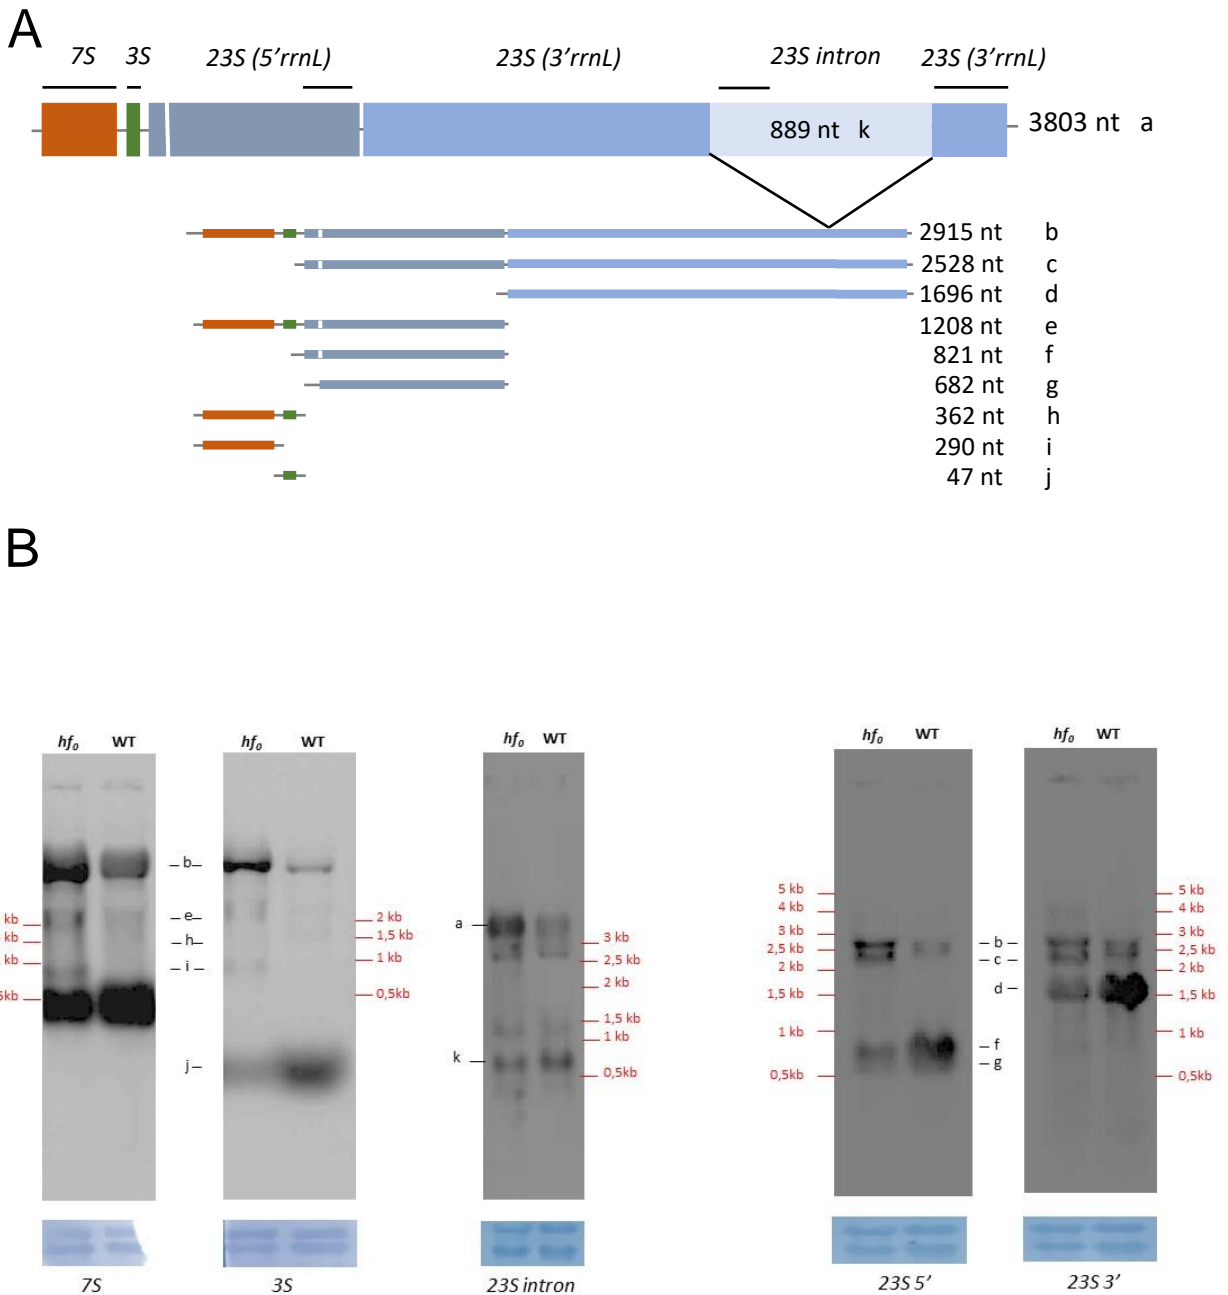 A
7S 3S 23S (5’rrnL) 23S (3’rrnL) 23S intron 23S (3’rrnL)
889 nt k
3803 nt a
2915 nt b
2528 nt c
1696 nt d
1208 nt e
821 nt f
682 nt g
362 nt h
290 nt i
47 nt j
B
hf₀ WT
kb
kb
kb
5kb
b
e
h
i
j
hf₀ WT
2 kb
1,5 kb
1 kb
0,5kb
hf₀ WT
a
k
3 kb
2,5 kb
2 kb
1,5 kb
1 kb
0,5kb
5 kb
4 kb
3 kb
2,5 kb
2 kb
1,5 kb
1 kb
0,5kb
hf₀ WT
b
c
d
f
g
hf₀ WT
5 kb
4 kb
3 kb
2,5 kb
2 kb
1,5 kb
1 kb
0,5kb
7S 3S 23S intron 23S 5’ 23S 3’